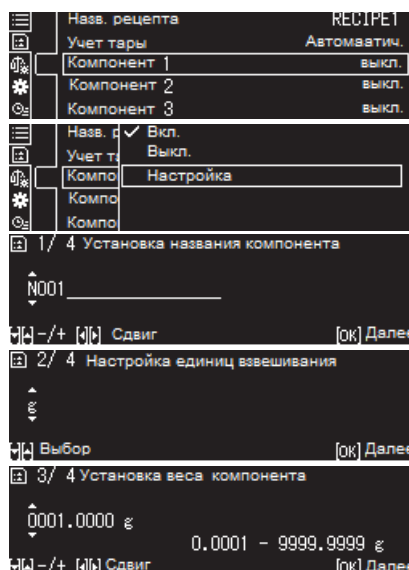 Назв. рецепта RECIPE1
Учет тары Автомаатич.
Компонент 1 выкл.
Компонент 2 выкл.
Компонент 3 выкл.
Назв. р ✓ Вкл.
Учет та Выкл.
Компо Настройка
Компо
Компо
1/ 4 Установка названия компонента
N001
-/+ Сдвиг [OK] Далее
2/ 4 Настройка единиц взвешивания
g
Выбор [OK] Далее
3/ 4 Установка веса компонента
0001.0000 g
0.0001 - 9999.9999 g
-/+ Сдвиг [OK] Далее